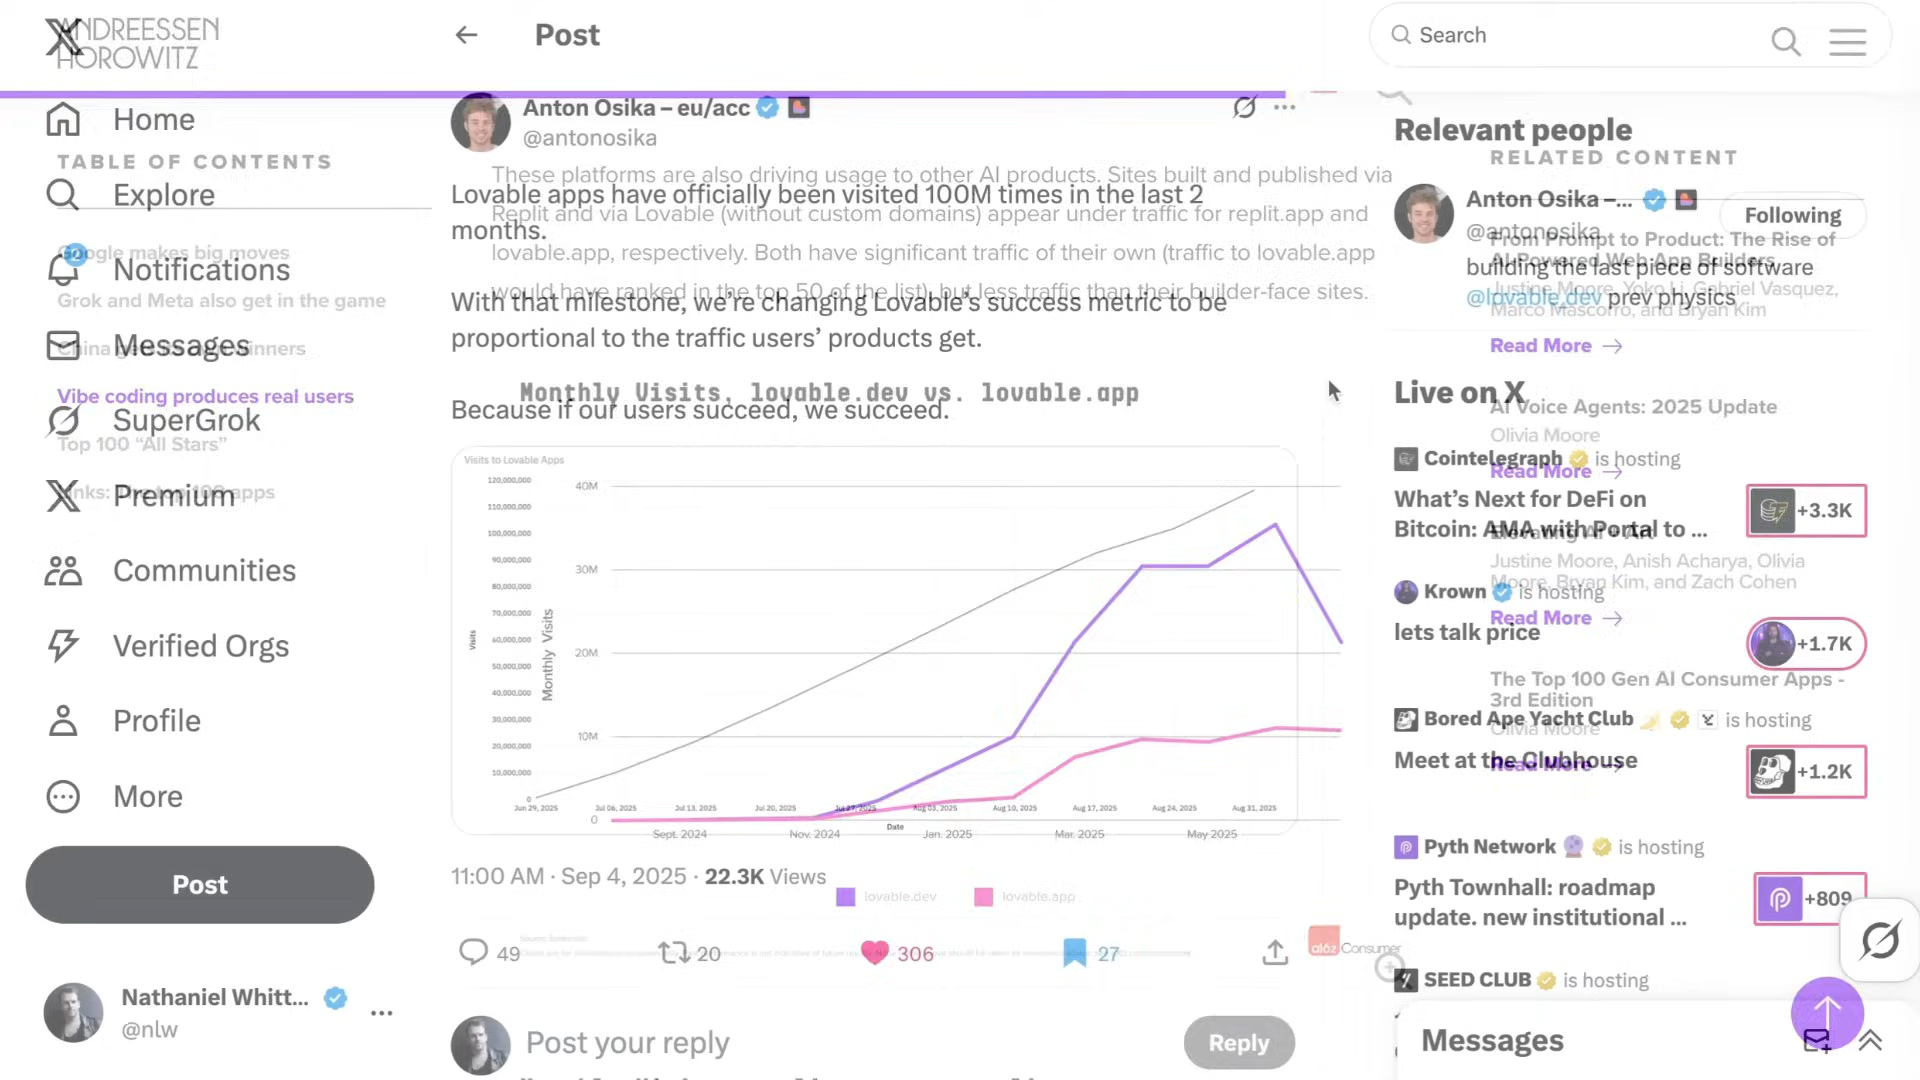 ANDREESSEN
HOROWITZ
Home
TABLE OF CONTENTS
Explore
Google makes big moves
2
Notifications
Grok and Meta also get in the game
Messages
China gets its own winners
Vibe coding produces real users
SuperGrok
Top 100 “All Stars”
Premium
Links: The top 100 apps
Communities
Verified Orgs
Profile
More
Post
Nathaniel Whitt...
@nlw
Post
Anton Osika – eu/acc
@antonosika
These platforms are also driving usage to other AI products. Sites built and published via
Replit and via Lovable (without custom domains) appear under traffic for replit.app and
lovable.app, respectively. Both have significant traffic of their own (traffic to lovable.app
would have ranked in the top 50 of the list), but less traffic than their builder-face sites.
Lovable apps have officially been visited 100M times in the last 2
months.
With that milestone, we’re changing Lovable’s success metric to be
proportional to the traffic users’ products get.
Because if our users succeed, we succeed.
Monthly Visits, lovable.dev vs. lovable.app
Visits to Lovable Apps
120,000,000
110,000,000
100,000,000
90,000,000
80,000,000
70,000,000
60,000,000
50,000,000
40,000,000
30,000,000
20,000,000
10,000,000
0
Visits
Jun 29, 2025
Jul 06, 2025
Jul 13, 2025
Jul 20, 2025
Jul 27, 2025
Aug 03, 2025
Aug 10, 2025
Aug 17, 2025
Aug 24, 2025
Aug 31, 2025
Date
40M
30M
20M
10M
0
Monthly Visits
Sept. 2024
Nov. 2024
Jan. 2025
Mar. 2025
May 2025
lovable.dev
lovable.app
11:00 AM · Sep 4, 2025 · 22.3K Views
49
20
306
27
a16z Consumer
Post your reply
Reply
Search
Relevant people
Anton Osika –...
@antonosika
Following
building the last piece of software
@lovable.dev prev physics
RELATED CONTENT
From Prompt to Product: The Rise of
AI-Powered Web App Builders
Justine Moore, Yoko Li, Gabriel Vasquez,
Marco Mascorro, and Bryan Kim
Read More
AI Voice Agents: 2025 Update
Olivia Moore
Read More
Elevating AI + Art
Justine Moore, Anish Acharya, Olivia
Moore, Bryan Kim, and Zach Cohen
Read More
The Top 100 Gen AI Consumer Apps -
3rd Edition
Olivia Moore
Read More
Live on X
Cointelegraph is hosting
What’s Next for DeFi on
Bitcoin: AMA with Portal to ...
+3.3K
Krown is hosting
lets talk price
+1.7K
Bored Ape Yacht Club is hosting
Meet at the Clubhouse
+1.2K
Pyth Network is hosting
Pyth Townhall: roadmap
update. new institutional ...
+809
SEED CLUB is hosting
Messages